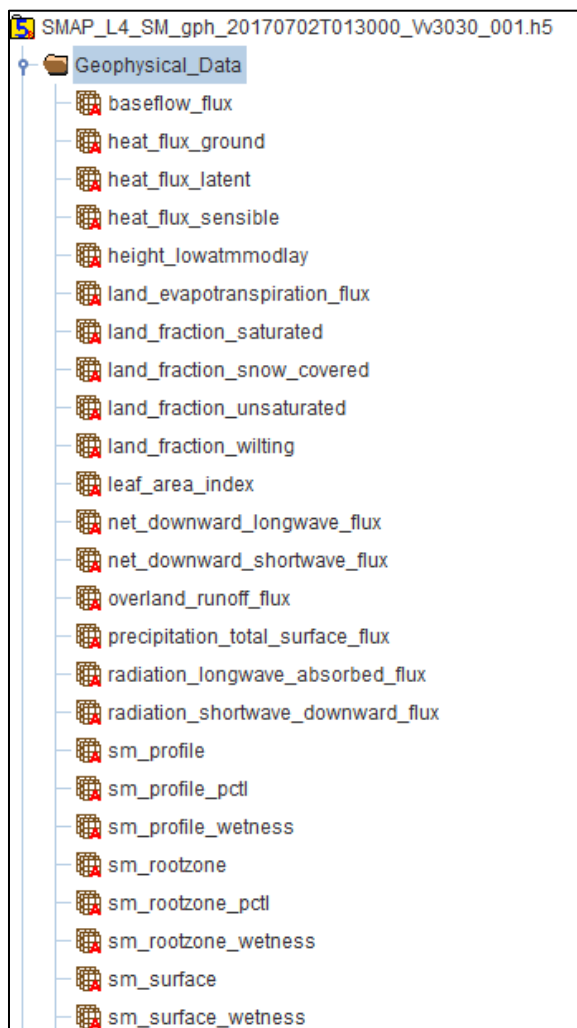 SMAP_L4_SM_gph_20170702T013000_Vv3030_001.h5
Geophysical_Data
baseflow_flux
heat_flux_ground
heat_flux_latent
heat_flux_sensible
height_lowatmmodlay
land_evapotranspiration_flux
land_fraction_saturated
land_fraction_snow_covered
land_fraction_unsaturated
land_fraction_wilting
leaf_area_index
net_downward_longwave_flux
net_downward_shortwave_flux
overland_runoff_flux
precipitation_total_surface_flux
radiation_longwave_absorbed_flux
radiation_shortwave_downward_flux
sm_profile
sm_profile_pctl
sm_profile_wetness
sm_rootzone
sm_rootzone_pctl
sm_rootzone_wetness
sm_surface
sm_surface_wetness